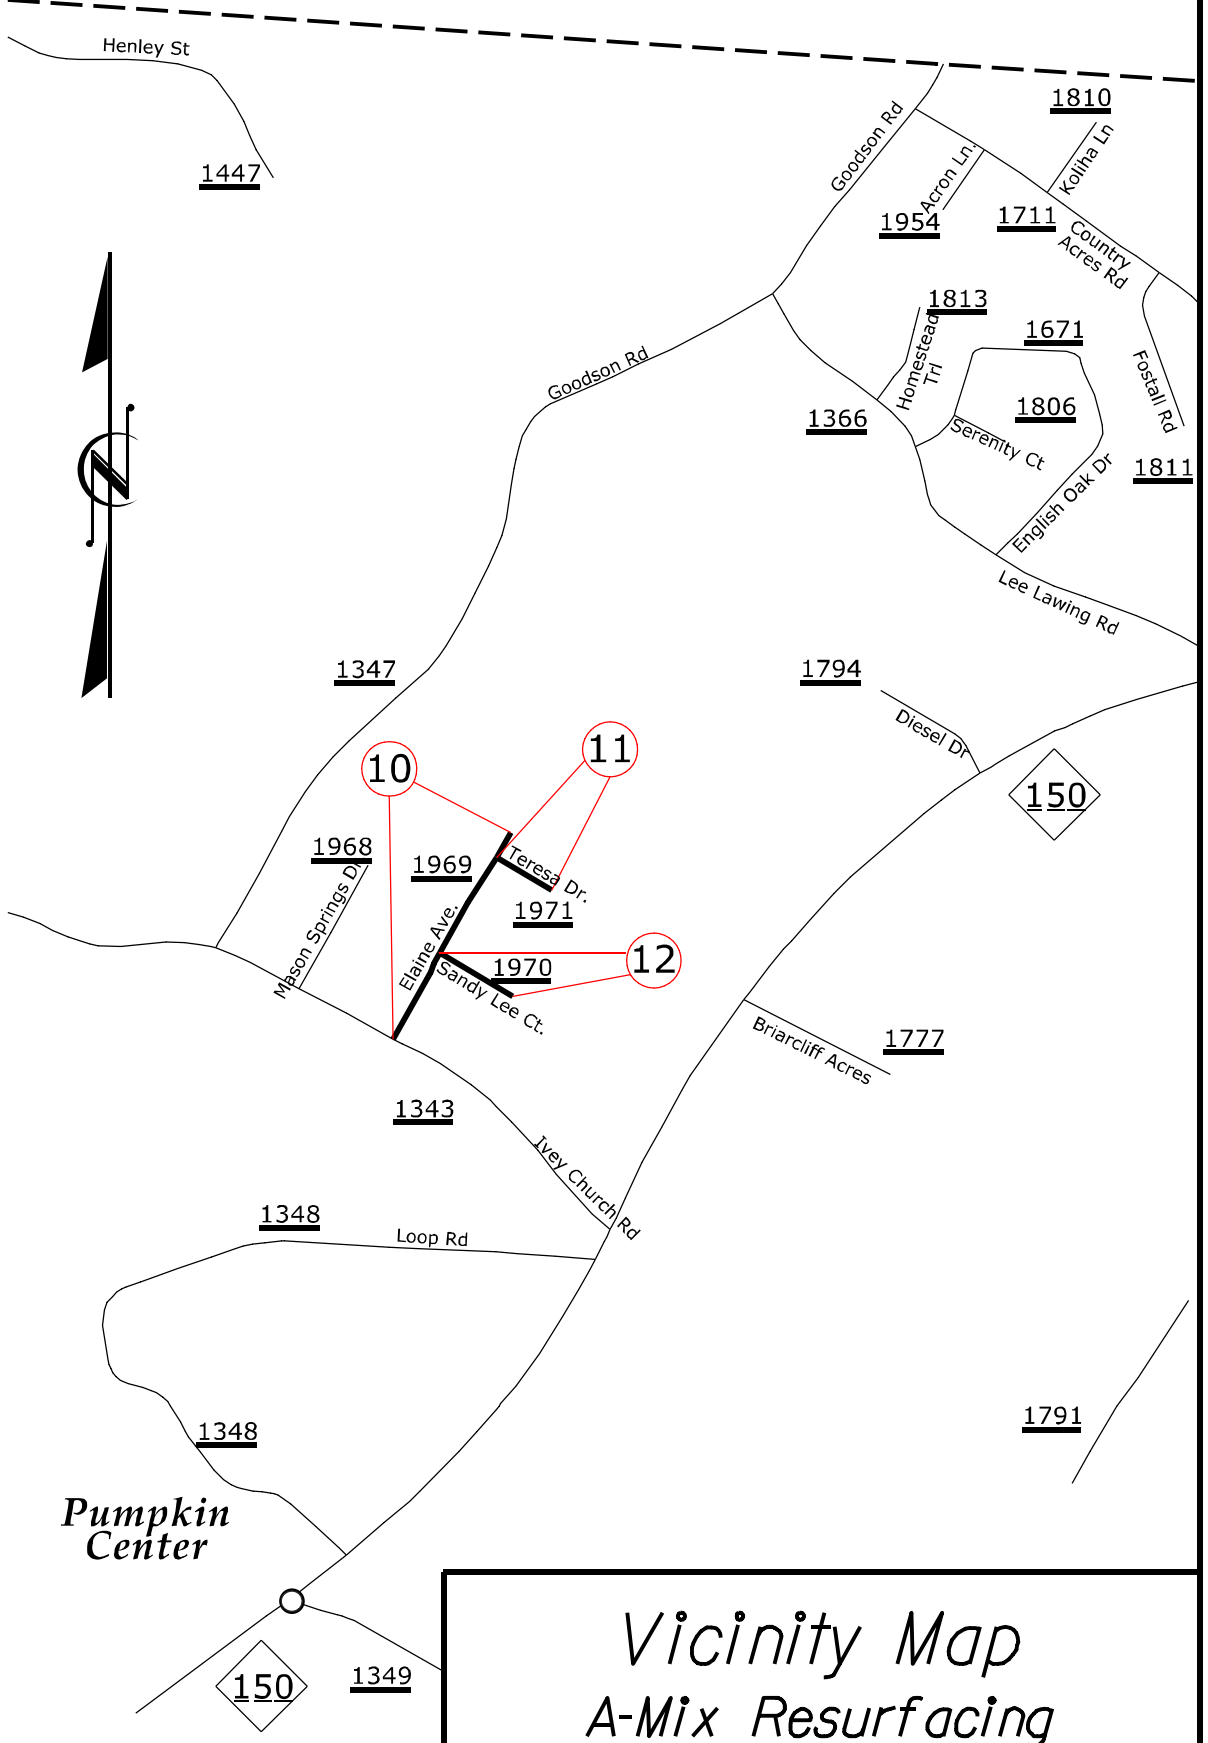 Henley St
1447
1810
Goodson Rd
Acron Ln.
Koliha Ln
1954
1711
Country
Acres Rd
1813
Homestead
Trl
1671
Goodson Rd
Fostall Rd
1366
1806
Serenity Ct
1811
English Oak Dr
Lee Lawing Rd
1347
1794
Diesel Dr
150
10
11
1968
1969
Teresa Dr.
1971
Mason Springs Dr
Elaine Ave.
12
1970
Sandy Lee Ct.
1777
Briarcliff Acres
1343
Ivey Church Rd
1348
Loop Rd
1791
1348
Pumpkin
Center
150
1349
Vicinity Map
A-Mix Resurfacing